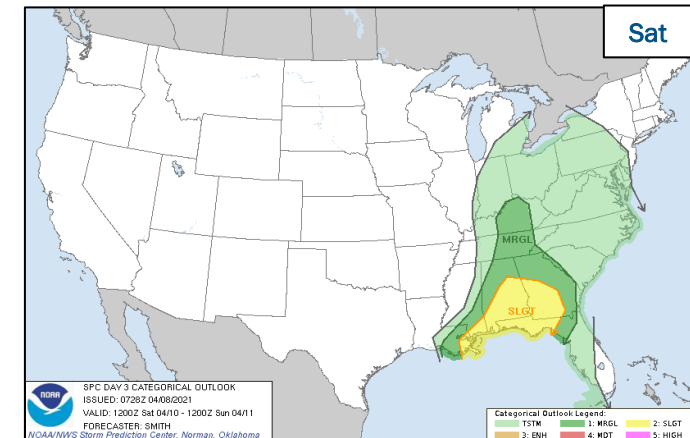 Sat
MRGL
SLGT
NOAA
SPC DAY 3 CATEGORICAL OUTLOOK
ISSUED: 0728Z 04/08/2021
VALID: 1200Z Sat 04/10 - 1200Z Sun 04/11
FORECASTER: SMITH
NOAA/NWS Storm Prediction Center, Norman, Oklahoma
Categorical Outlook Legend:
TSTM 1: MRGL 2: SLGT
3: ENH 4: MDT 5: HIGH